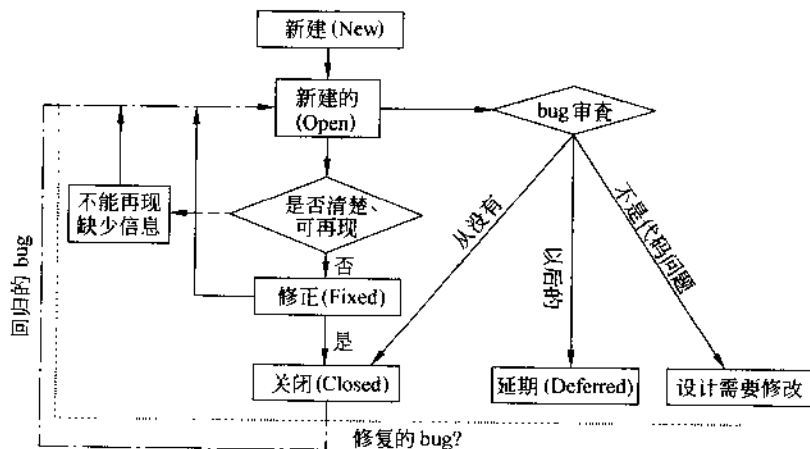 新建(New)
新建的
(Open)
bug审查
不能再现
缺少信息
是否清楚、
可再现
否
修正(Fixed)
是
关闭(Closed)
从没有
以后的
不是代码问题
延期(Deferred)
设计需要修改
回归的 bug
修复的 bug?